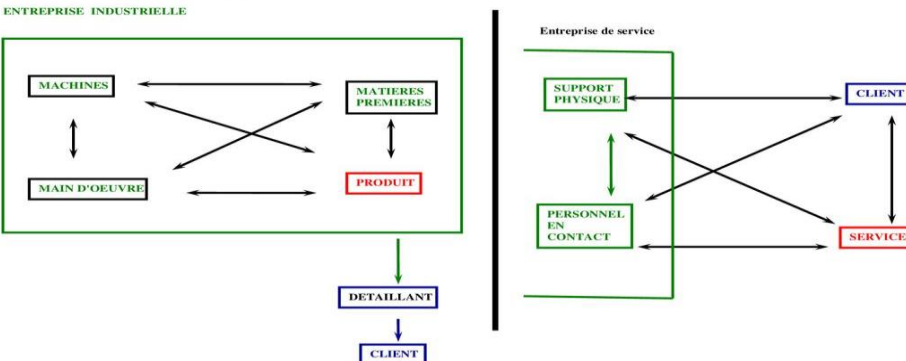 ENTREPRISE INDUSTRIELLE
MACHINES
MATIERES
PREMIERES
MAIN D'OEUVRE
PRODUIT
DETAILLANT
CLIENT
Entreprise de service
SUPPORT
PHYSIQUE
CLIENT
PERSONNEL
EN
CONTACT
SERVICE